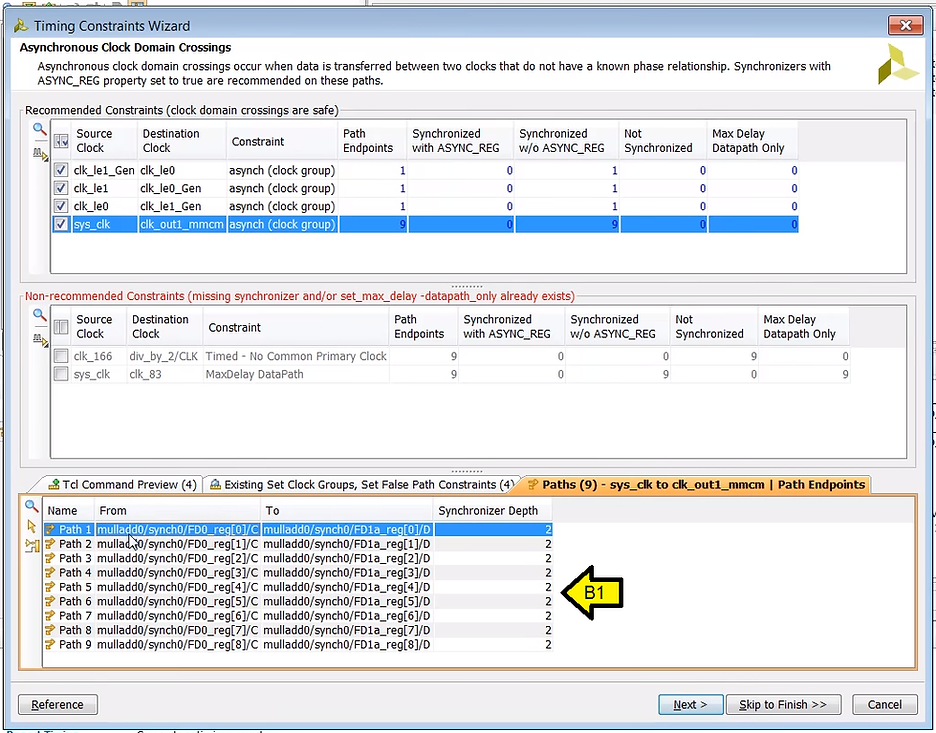 Timing Constraints Wizard
Asynchronous Clock Domain Crossings
Asynchronous clock domain crossings occur when data is transferred between two clocks that do not have a known phase relationship. Synchronizers with
ASYNC_REG property set to true are recommended on these paths.
Recommended Constraints (clock domain crossings are safe)
Source Clock Destination Clock Constraint Path Endpoints Synchronized with ASYNC_REG Synchronized w/o ASYNC_REG Not Synchronized Max Delay Datapath Only
clk_le1_Gen clk_le0 asynch (clock group) 1 0 1 0 0
clk_le1 clk_le0_Gen asynch (clock group) 1 0 1 0 0
clk_le0 clk_le1_Gen asynch (clock group) 1 0 1 0 0
sys_clk clk_out1_mmcm asynch (clock group) 9 0 9 0 0
Non-recommended Constraints (missing synchronizer and/or set_max_delay -datapath_only already exists)
Source Clock Destination Clock Constraint Path Endpoints Synchronized with ASYNC_REG Synchronized w/o ASYNC_REG Not Synchronized Max Delay Datapath Only
clk_166 div_by_2/CLK Timed - No Common Primary Clock 9 0 0 9 0
sys_clk clk_83 MaxDelay DataPath 9 0 9 0 9
Tcl Command Preview (4) Existing Set Clock Groups, Set False Path Constraints (4) Paths (9) - sys_clk to clk_out1_mmcm | Path Endpoints
Name From To Synchronizer Depth
Path 1 mulladd0/synch0/FD0_reg[0]/C mulladd0/synch0/FD1a_reg[0]/D 2
Path 2 mulladd0/synch0/FD0_reg[1]/C mulladd0/synch0/FD1a_reg[1]/D 2
Path 3 mulladd0/synch0/FD0_reg[2]/C mulladd0/synch0/FD1a_reg[2]/D 2
Path 4 mulladd0/synch0/FD0_reg[3]/C mulladd0/synch0/FD1a_reg[3]/D 2
Path 5 mulladd0/synch0/FD0_reg[4]/C mulladd0/synch0/FD1a_reg[4]/D 2
Path 6 mulladd0/synch0/FD0_reg[5]/C mulladd0/synch0/FD1a_reg[5]/D 2
Path 7 mulladd0/synch0/FD0_reg[6]/C mulladd0/synch0/FD1a_reg[6]/D 2
Path 8 mulladd0/synch0/FD0_reg[7]/C mulladd0/synch0/FD1a_reg[7]/D 2
Path 9 mulladd0/synch0/FD0_reg[8]/C mulladd0/synch0/FD1a_reg[8]/D 2
B1
Reference Next > Skip to Finish >> Cancel